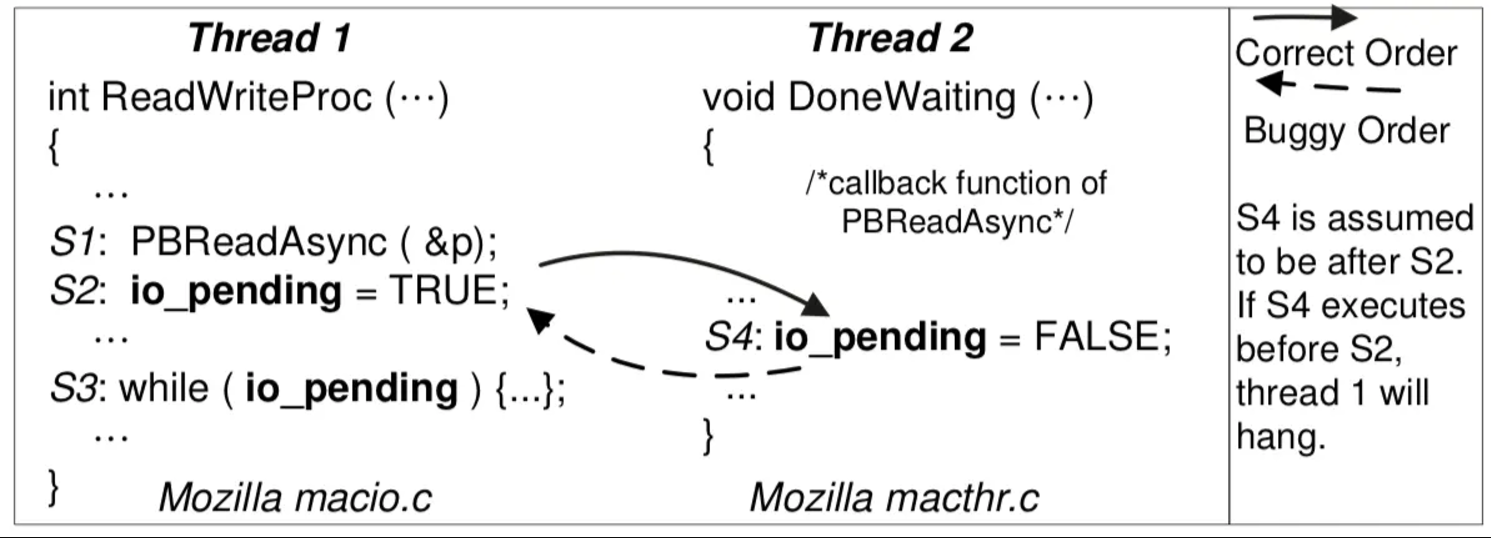 Thread 1
int ReadWriteProc (···)
{
...
S1: PBReadAsync ( &p);
S2: io_pending = TRUE;
...
S3: while ( io_pending ) {...};
...
}
Mozilla macio.c
Thread 2
void DoneWaiting (···)
{
/*callback function of
PBReadAsync*/
...
S4: io_pending = FALSE;
...
}
Mozilla macthr.c
Correct Order
Buggy Order
S4 is assumed
to be after S2.
If S4 executes
before S2,
thread 1 will
hang.